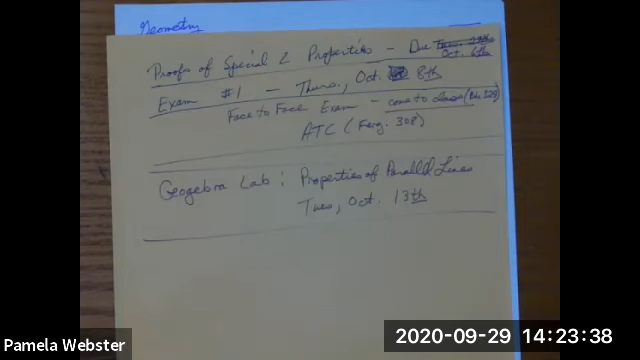 Geometry
Proofs of Special ∠ Properties - Due Tues., 29th
Oct. 6th
Exam #1 - Thurs., Oct. 8th
Face to Face Exam - come to class (
ATC (Ferg. 308)
Geogebra Lab: Properties of Parallel Lines
Tues, Oct. 13th
Pamela Webster
2020-09-29 14:23:38